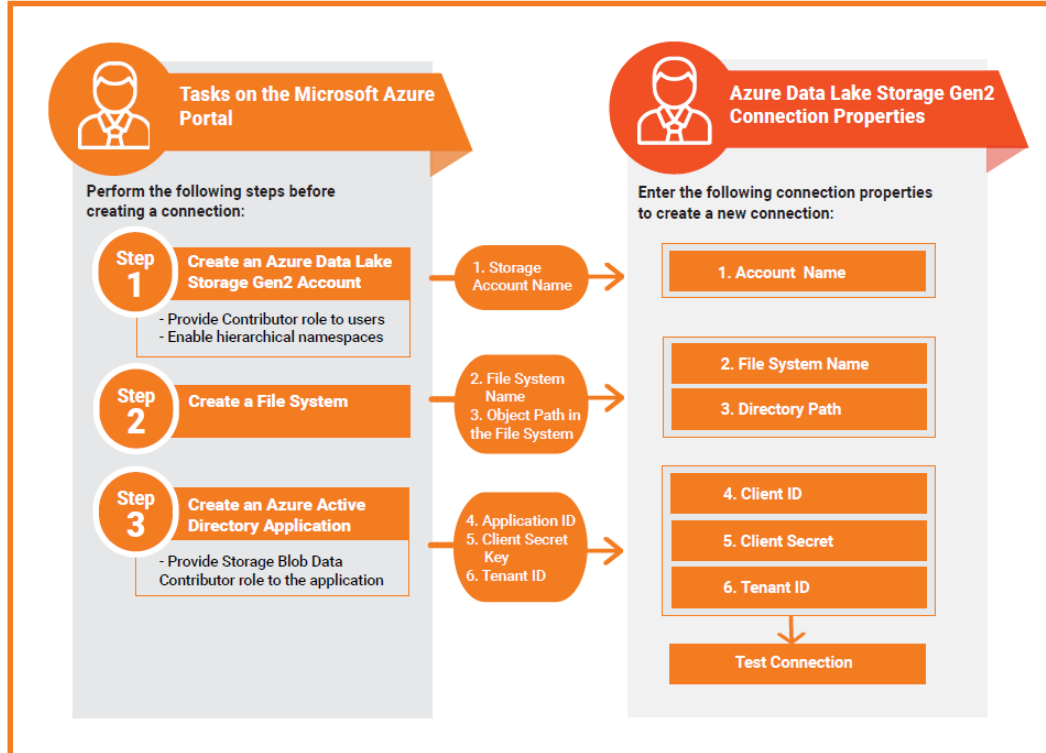 Tasks on the Microsoft Azure
Portal
Perform the following steps before
creating a connection:
Step
1
Create an Azure Data Lake
Storage Gen2 Account
- Provide Contributor role to users
- Enable hierarchical namespaces
Step
2
Create a File System
Step
3
Create an Azure Active
Directory Application
- Provide Storage Blob Data
Contributor role to the application
1. Storage
Account Name
2. File System
Name
3. Object Path in
the File System
4. Application ID
5. Client Secret
Key
6. Tenant ID
Azure Data Lake Storage Gen2
Connection Properties
Enter the following connection properties
to create a new connection:
1. Account Name
2. File System Name
3. Directory Path
4. Client ID
5. Client Secret
6. Tenant ID
Test Connection